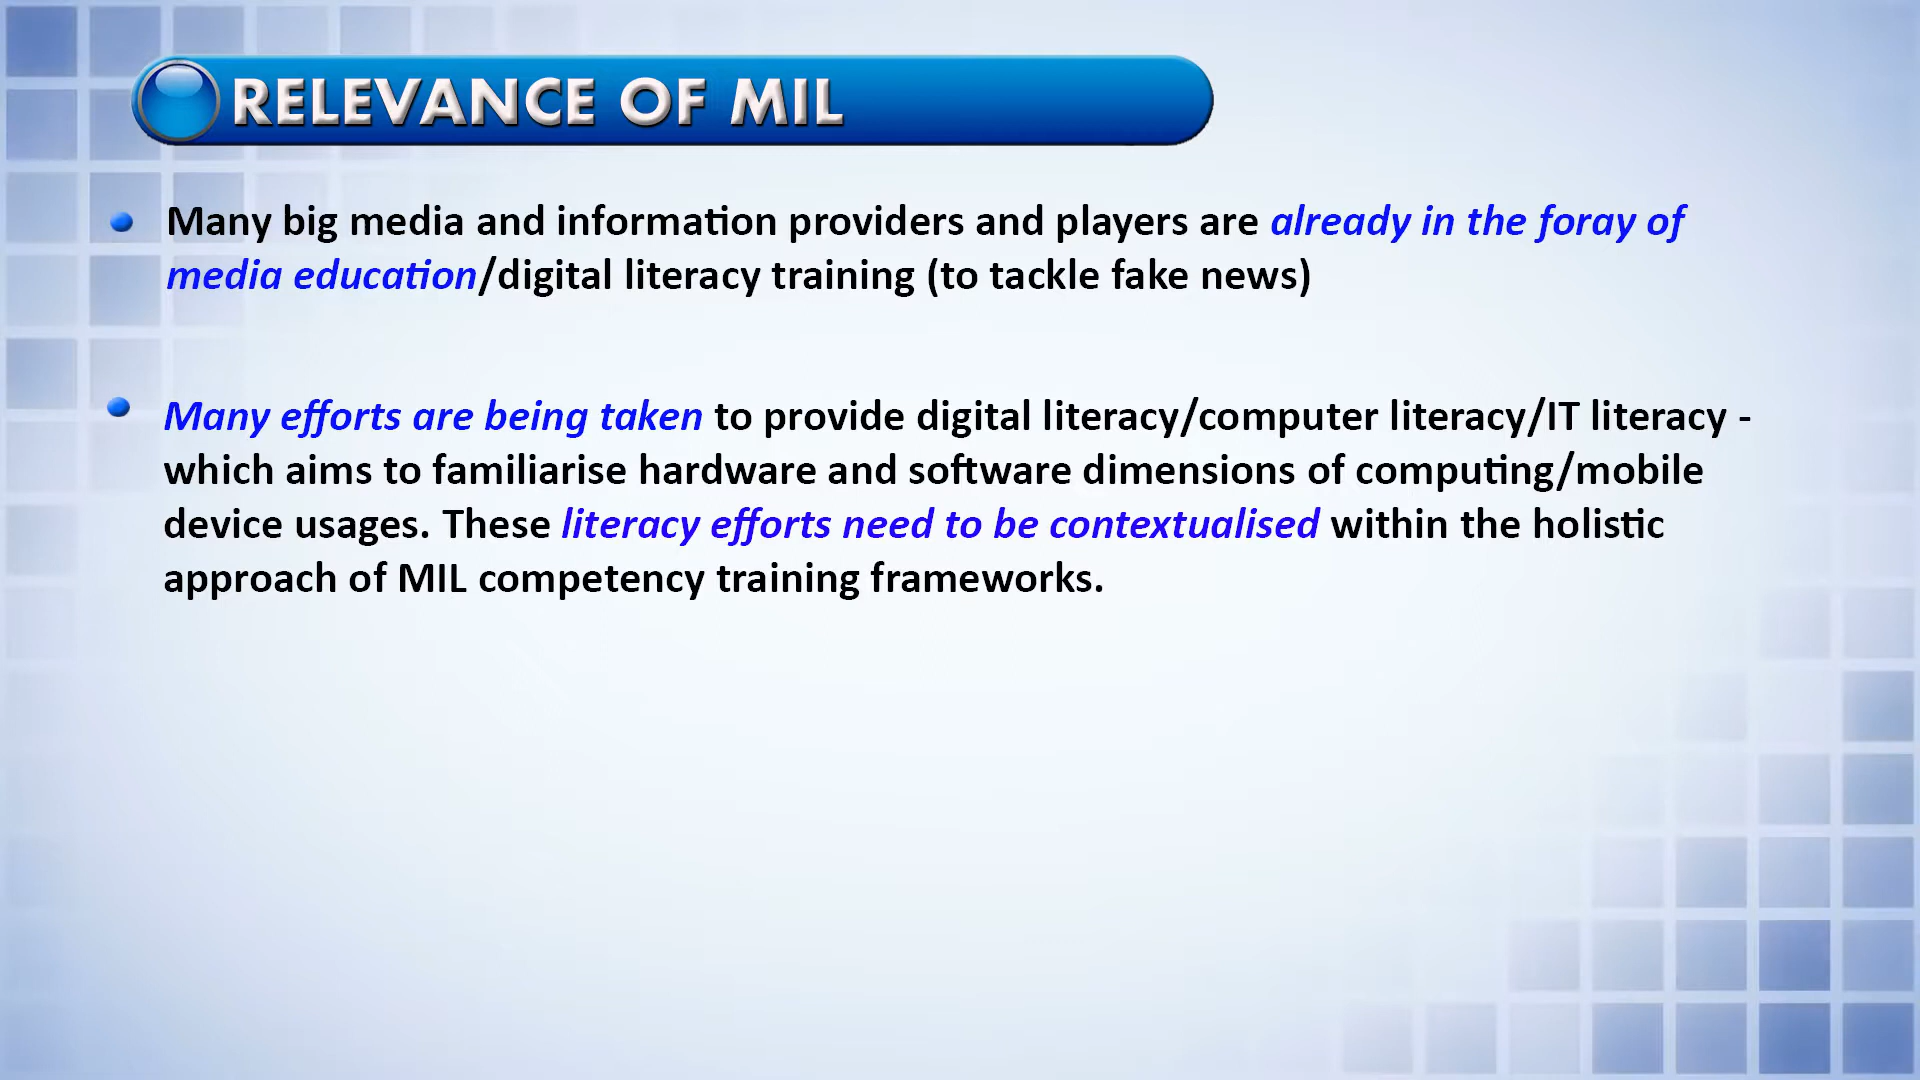 RELEVANCE OF MIL
Many big media and information providers and players are already in the foray of
media education/digital literacy training (to tackle fake news)
Many efforts are being taken to provide digital literacy/computer literacy/IT literacy -
which aims to familiarise hardware and software dimensions of computing/mobile
device usages. These literacy efforts need to be contextualised within the holistic
approach of MIL competency training frameworks.